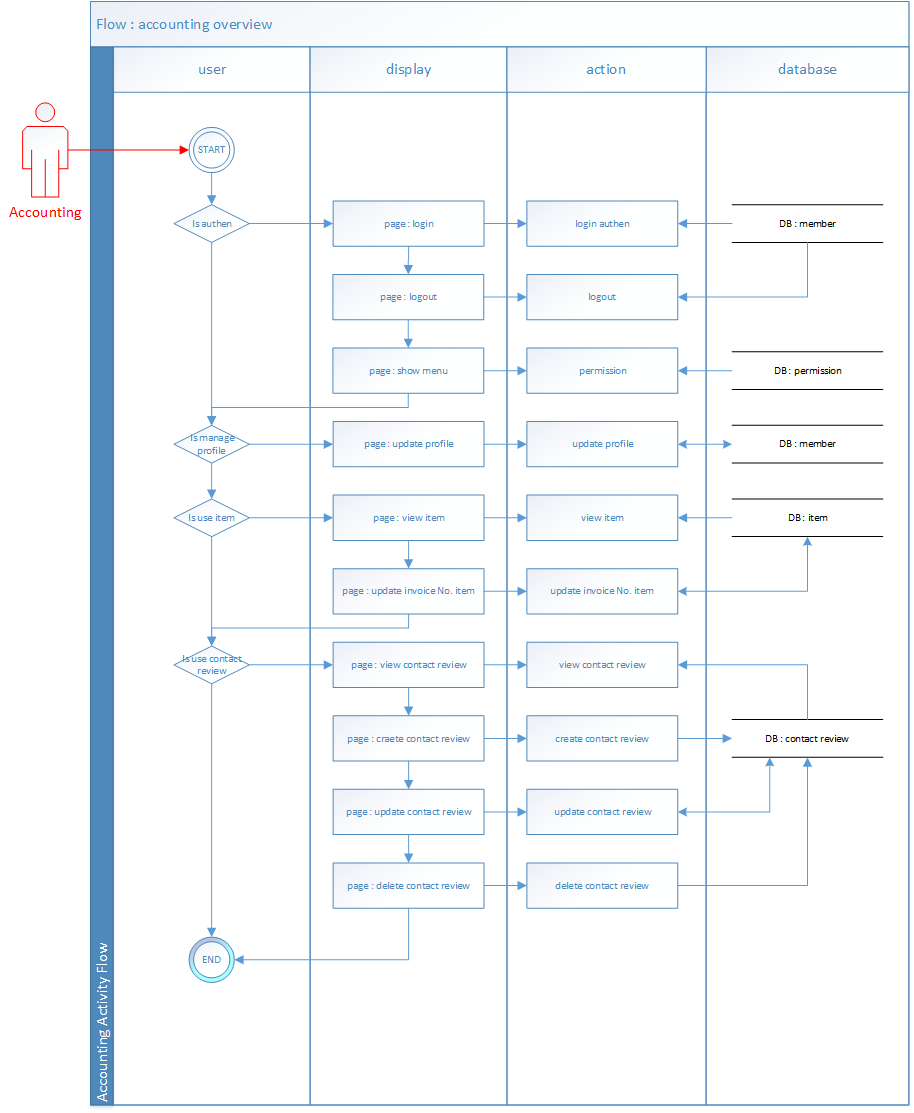 Flow : accounting overview
user
display
action
database
START
Accounting
Is authen
page : login
login authen
DB : member
page : logout
logout
page : show menu
permission
DB : permission
Is manage
profile
page : update profile
update profile
DB : member
Is use item
page : view item
view item
DB : item
page : update invoice No. item
update invoice No. item
Is use contact
review
page : view contact review
view contact review
page : craete contact review
create contact review
DB : contact review
page : update contact review
update contact review
page : delete contact review
delete contact review
END
Accounting Activity Flow